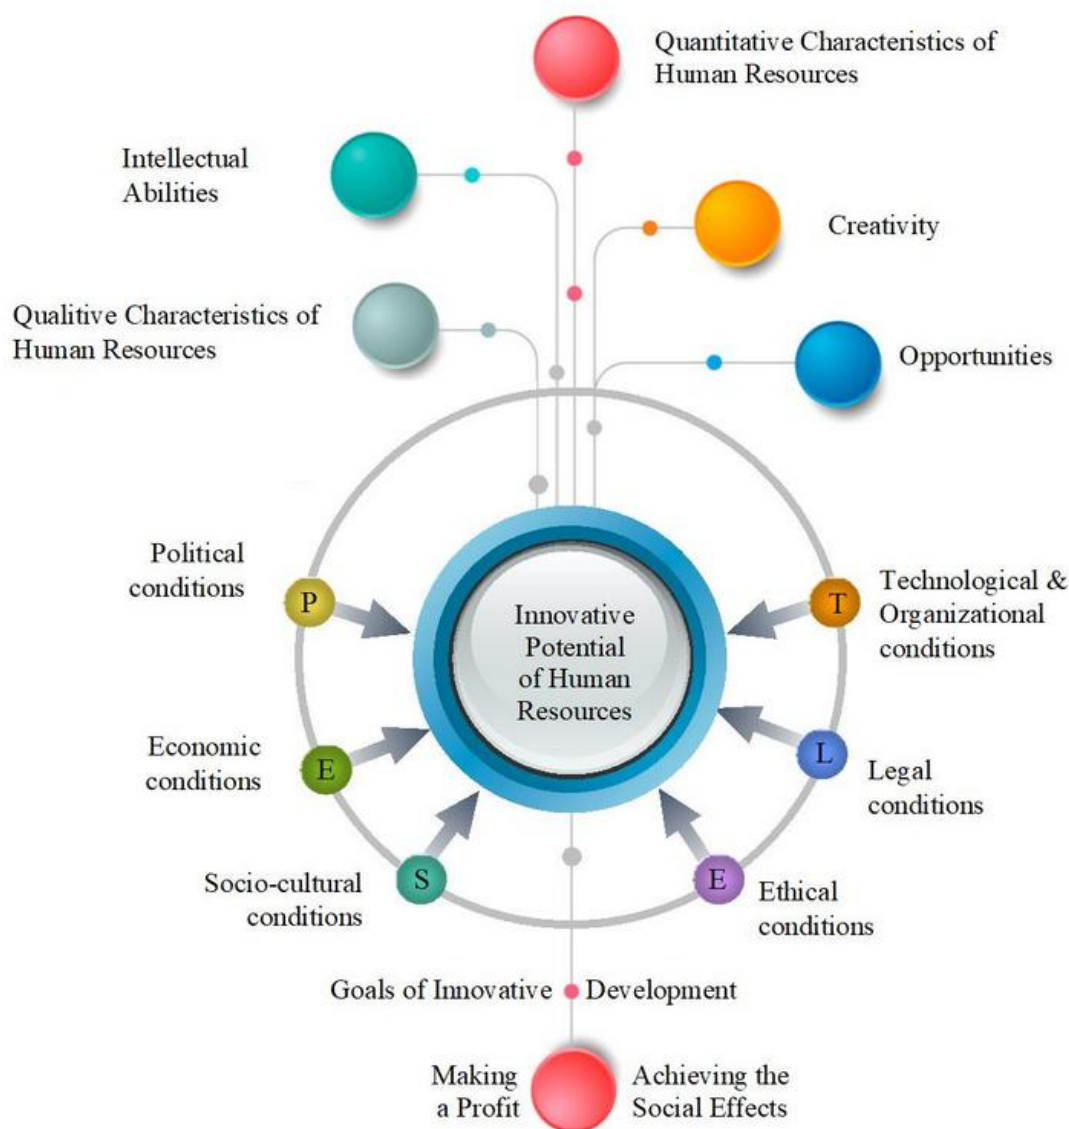 Quantitative Characteristics of
Human Resources
Intellectual
Abilities
Creativity
Qualitive Characteristics of
Human Resources
Opportunities
Political
conditions
P
Innovative
Potential
of Human
Resources
T
Technological &
Organizational
conditions
Economic
conditions
E
L
Legal
conditions
Socio-cultural
conditions
S
E
Ethical
conditions
Goals of Innovative Development
Making
a Profit
Achieving the
Social Effects